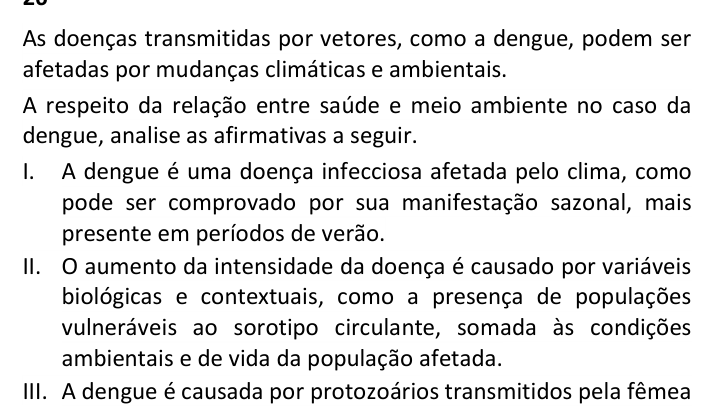 As doenças transmitidas por vetores, como a dengue, podem ser
afetadas por mudanças climáticas e ambientais.
A respeito da relação entre saúde e meio ambiente no caso da
dengue, analise as afirmativas a seguir.
I. A dengue é uma doença infecciosa afetada pelo clima, como
pode ser comprovado por sua manifestação sazonal, mais
presente em períodos de verão.
II. O aumento da intensidade da doença é causado por variáveis
biológicas e contextuais, como a presença de populações
vulneráveis ao sorotipo circulante, somada às condições
ambientais e de vida da população afetada.
III. A dengue é causada por protozoários transmitidos pela fêmea